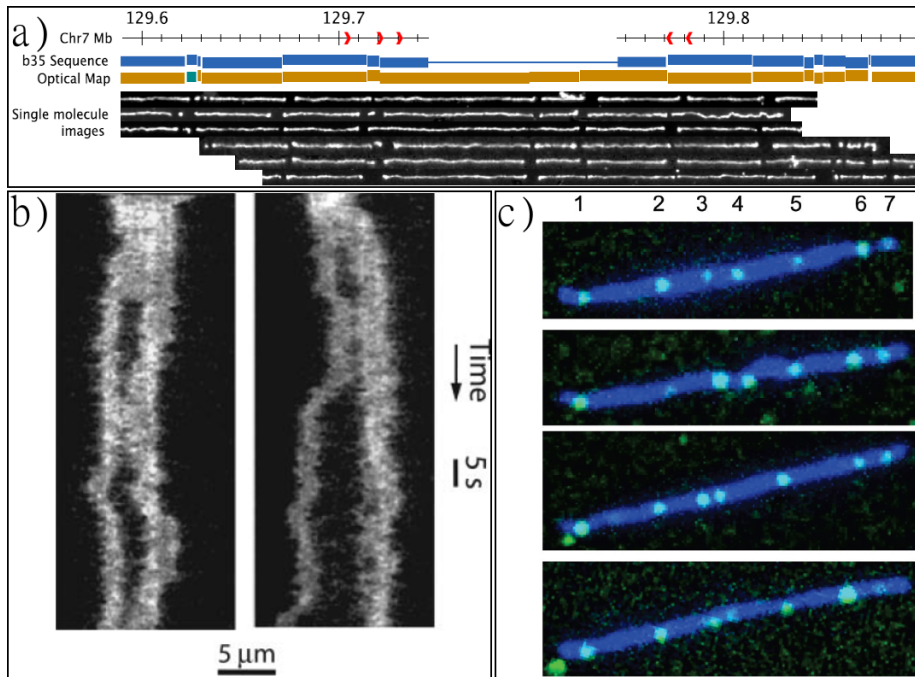 a)
129.6 129.7 129.8
Chr7 Mb
b35 Sequence
Optical Map
Single molecule
images
b)
Time
5 s
5 μm
c)
1 2 3 4 5 6 7